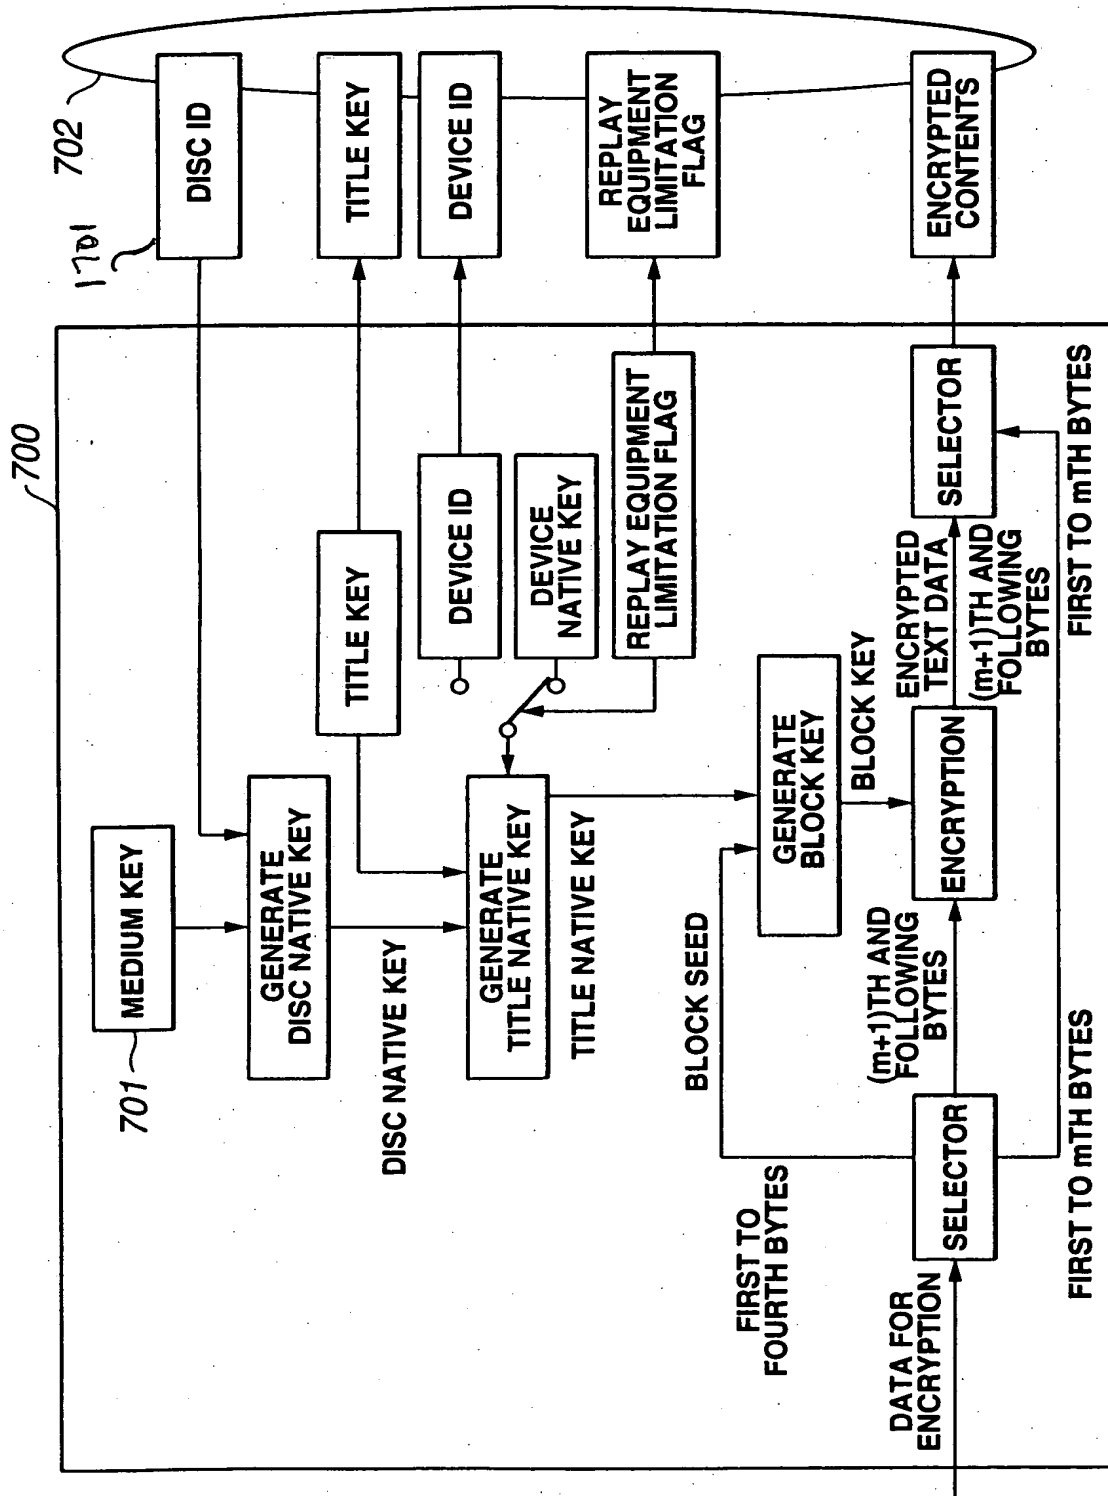 700
702
1701
DISC ID
TITLE KEY
DEVICE ID
REPLAY
EQUIPMENT
LIMITATION
FLAG
ENCRYPTED
CONTENTS
701
MEDIUM KEY
GENERATE
DISC NATIVE KEY
DISC NATIVE KEY
TITLE KEY
GENERATE
TITLE NATIVE KEY
TITLE NATIVE KEY
DEVICE ID
DEVICE
NATIVE KEY
REPLAY EQUIPMENT
LIMITATION FLAG
BLOCK SEED
GENERATE
BLOCK KEY
BLOCK KEY
FIRST TO
FOURTH BYTES
DATA FOR
ENCRYPTION
SELECTOR
(m+1)TH AND
FOLLOWING
BYTES
ENCRYPTION
ENCRYPTED
TEXT DATA
(m+1)TH AND
FOLLOWING
BYTES
SELECTOR
FIRST TO mTH BYTES
FIRST TO mTH BYTES